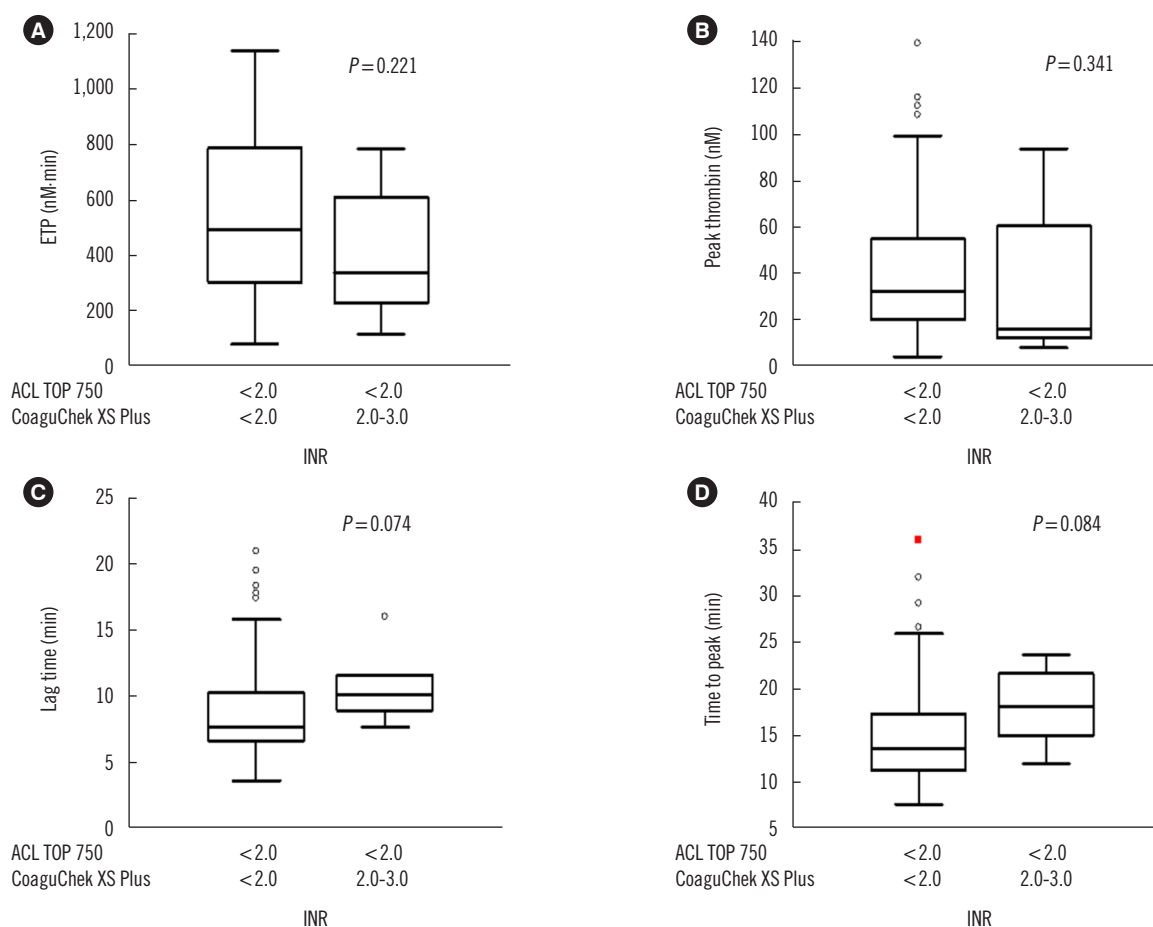 A
1,200
1,000
800
600
400
200
0
ETP (nM·min)
P=0.221
ACL TOP 750 <2.0 <2.0
CoaguChek XS Plus <2.0 2.0-3.0
INR
B
140
120
100
80
60
40
20
0
Peak thrombin (nM)
P=0.341
ACL TOP 750 <2.0 <2.0
CoaguChek XS Plus <2.0 2.0-3.0
INR
C
25
20
15
10
5
0
Lag time (min)
P=0.074
ACL TOP 750 <2.0 <2.0
CoaguChek XS Plus <2.0 2.0-3.0
INR
D
40
35
30
25
20
15
10
5
Time to peak (min)
P=0.084
ACL TOP 750 <2.0 <2.0
CoaguChek XS Plus <2.0 2.0-3.0
INR